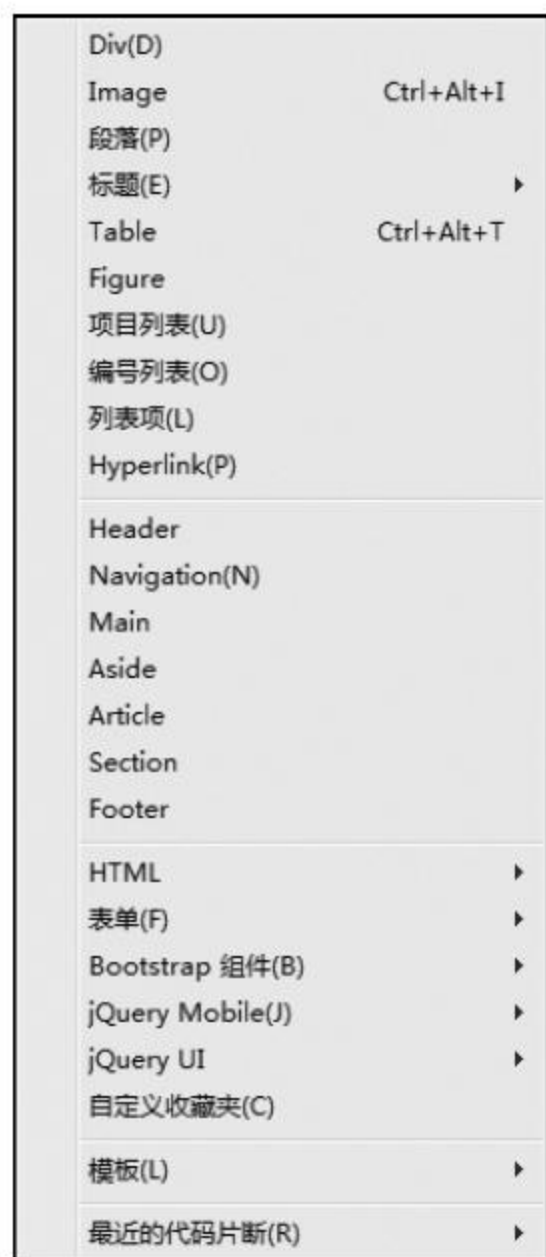 Div(D)
Image Ctrl+Alt+I
段落(P)
标题(E)
Table Ctrl+Alt+T
Figure
项目列表(U)
编号列表(O)
列表项(L)
Hyperlink(P)
Header
Navigation(N)
Main
Aside
Article
Section
Footer
HTML
表单(F)
Bootstrap 组件(B)
jQuery Mobile(J)
jQuery UI
自定义收藏夹(C)
模板(L)
最近的代码片断(R)